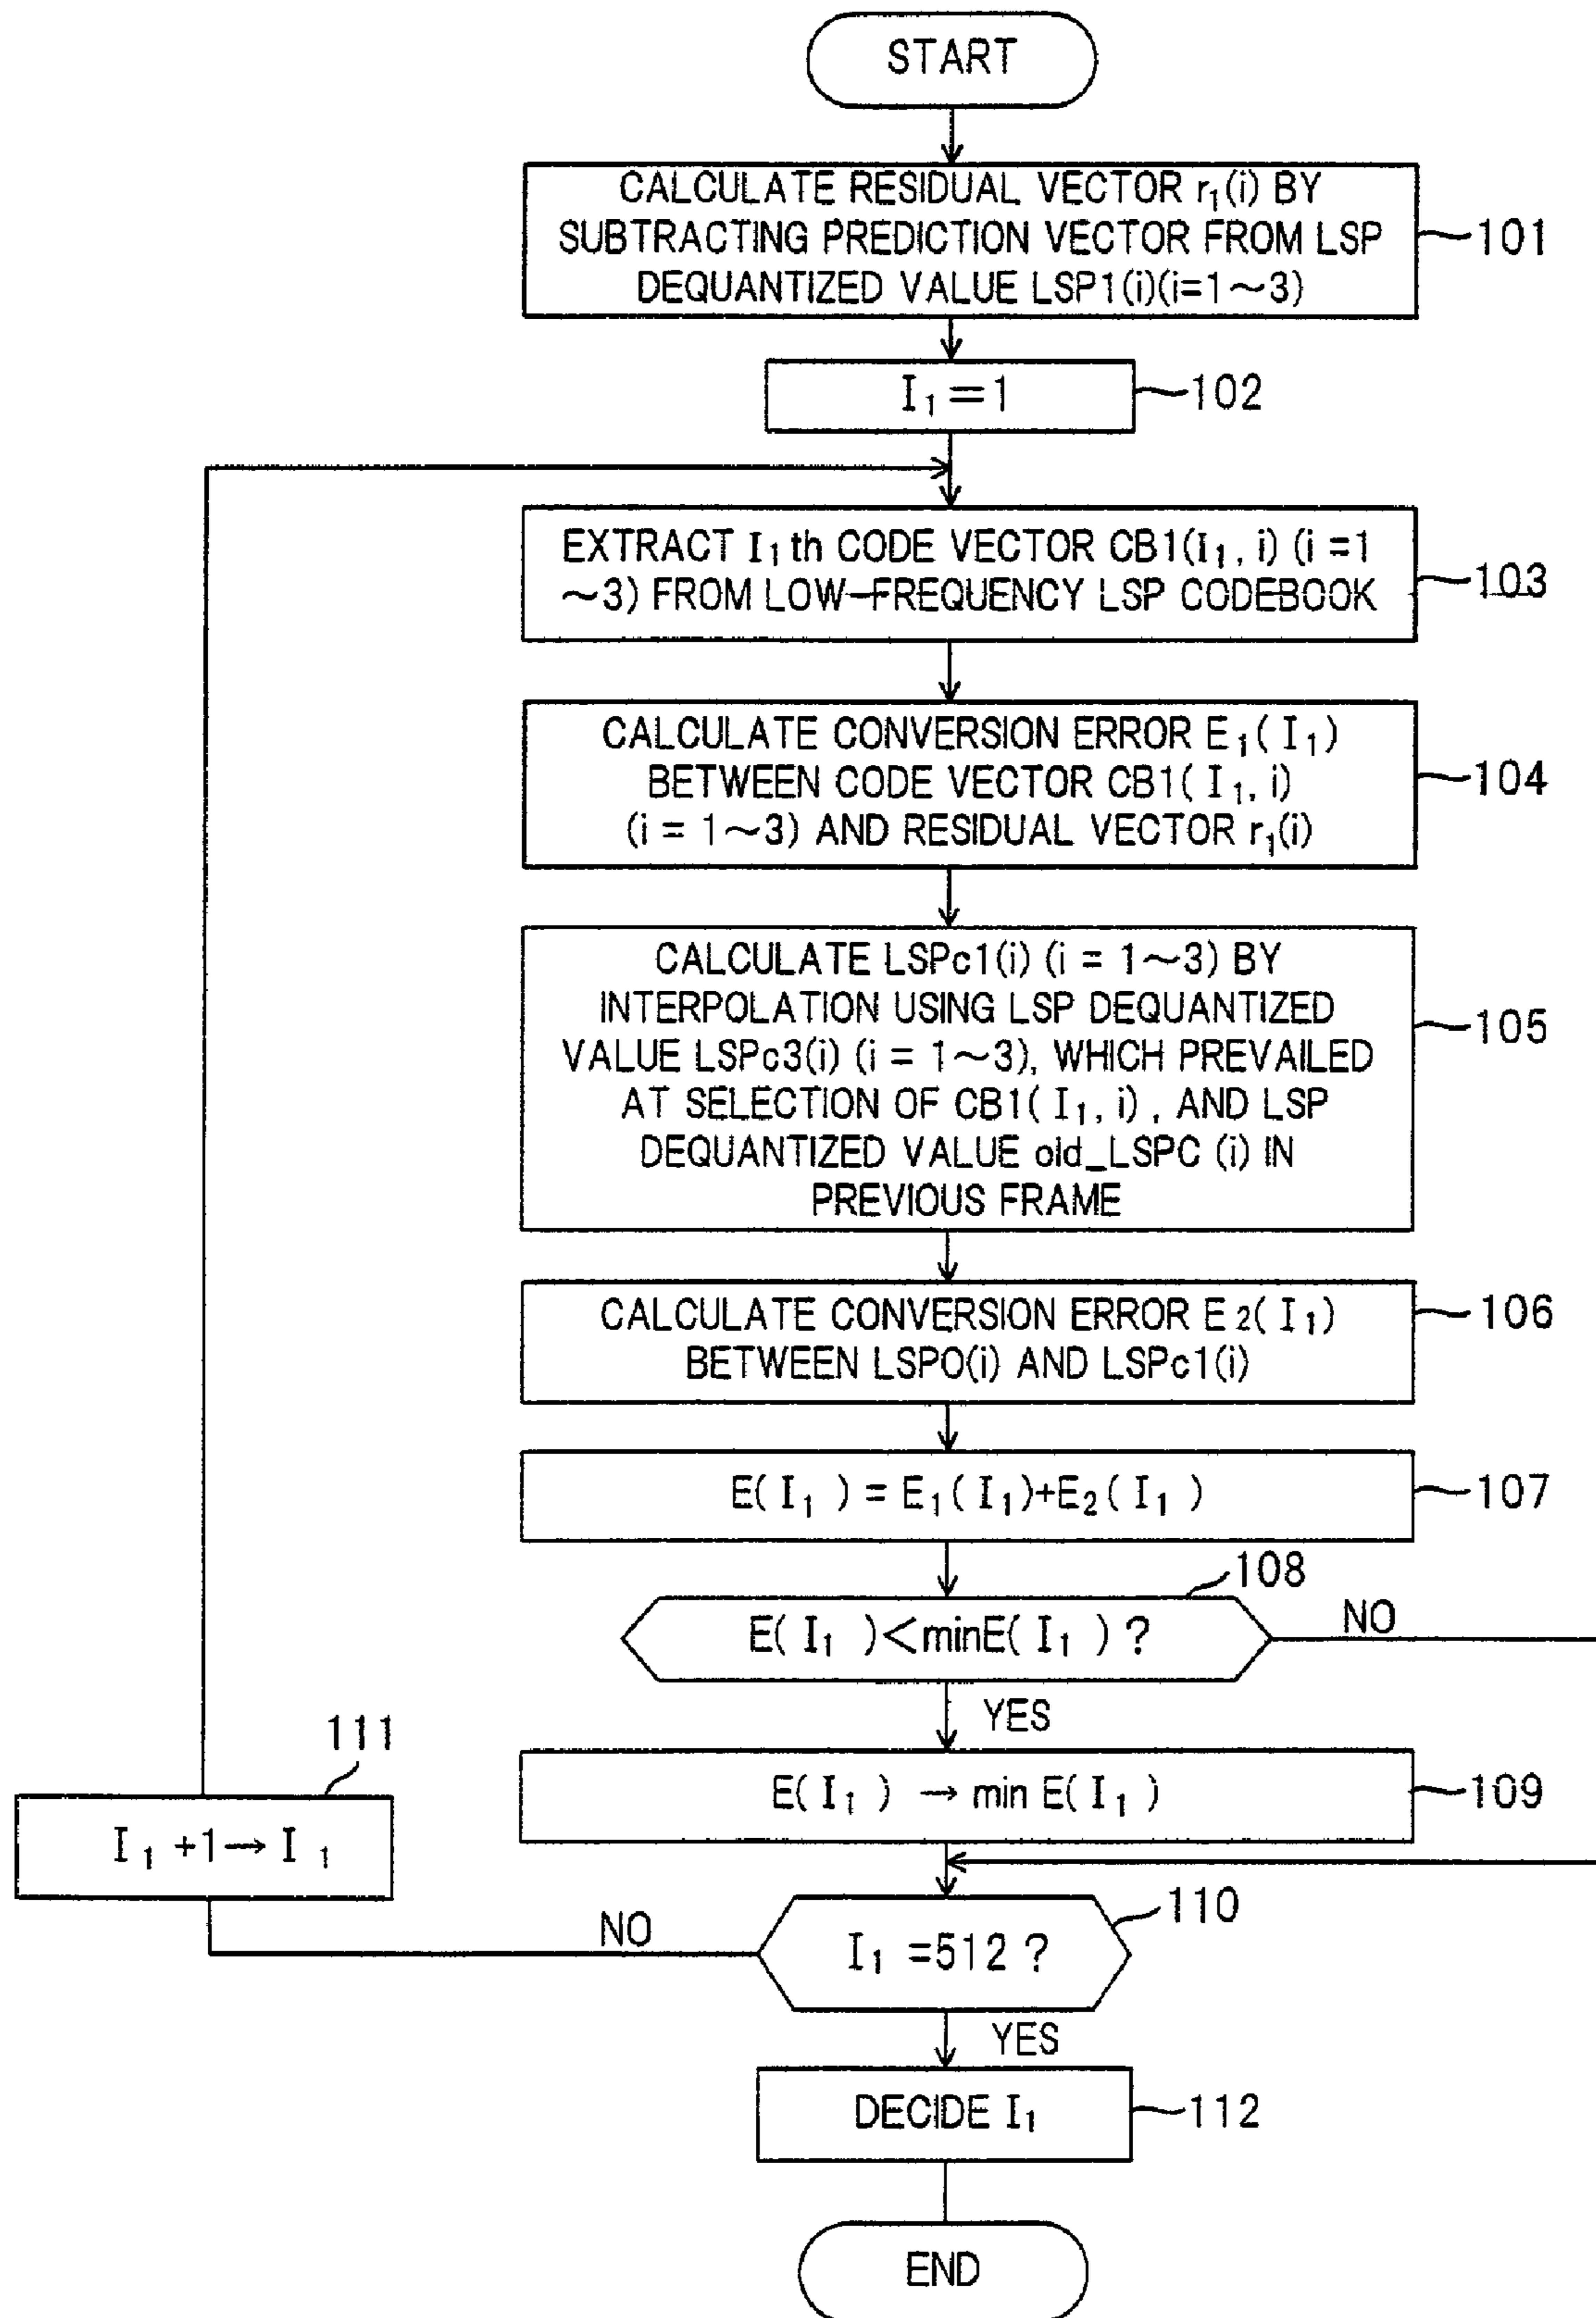 START
CALCULATE RESIDUAL VECTOR r₁(i) BY
SUBTRACTING PREDICTION VECTOR FROM LSP
DEQUANTIZED VALUE LSP1(i)(i=1～3)
101
I₁=1
102
EXTRACT I₁th CODE VECTOR CB1(I₁, i) (i =1
～3) FROM LOW-FREQUENCY LSP CODEBOOK
103
CALCULATE CONVERSION ERROR E₁(I₁)
BETWEEN CODE VECTOR CB1(I₁, i)
(i = 1～3) AND RESIDUAL VECTOR r₁(i)
104
CALCULATE LSPc1(i) (i = 1～3) BY
INTERPOLATION USING LSP DEQUANTIZED
VALUE LSPc3(i) (i = 1～3), WHICH PREVAILED
AT SELECTION OF CB1(I₁, i), AND LSP
DEQUANTIZED VALUE old_LSPC (i) IN
PREVIOUS FRAME
105
CALCULATE CONVERSION ERROR E₂(I₁)
BETWEEN LSP0(i) AND LSPc1(i)
106
E(I₁) = E₁(I₁)+E₂(I₁)
107
108
E(I₁)<minE(I₁)?
NO
YES
E(I₁) → min E(I₁)
109
111
I₁+1→I₁
110
I₁=512?
NO
YES
DECIDE I₁
112
END